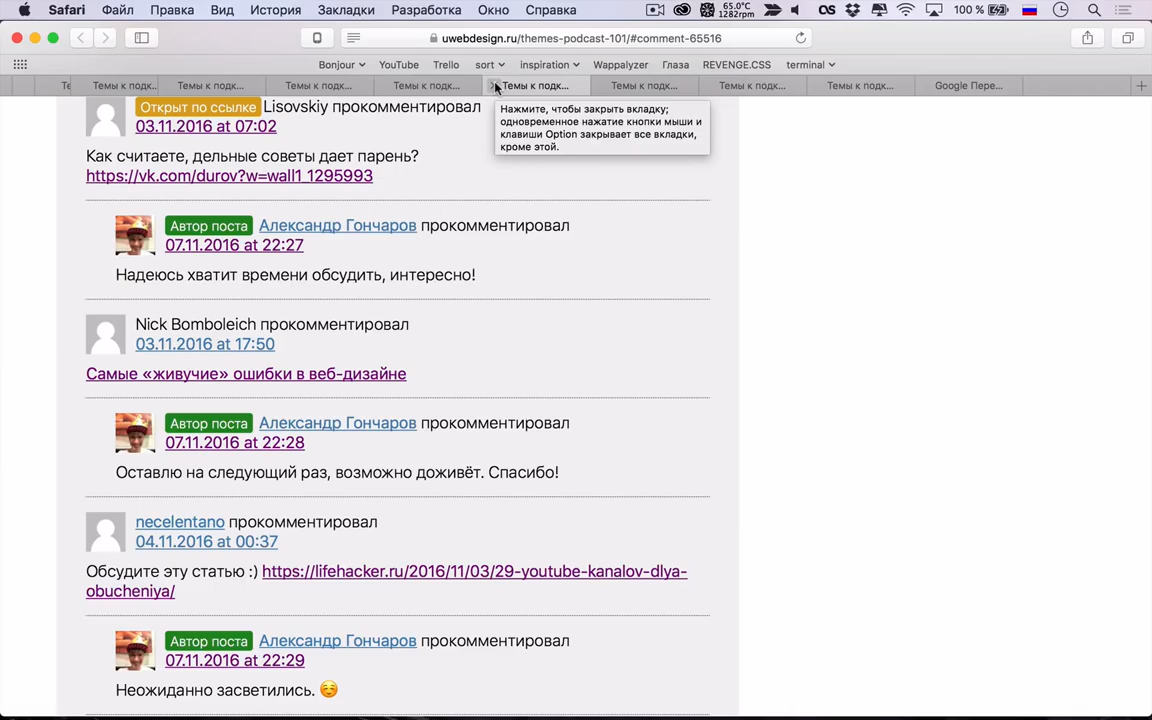 Safari Файл Правка Вид История Закладки Разработка Окно Справка 65.0°C 1282rpm 100 %
uwebdesign.ru/themes-podcast-101/#comment-65516
Bonjour YouTube Trello sort inspiration Wappalyzer Глаза REVENGE.CSS terminal
Те Темы к подк... Темы к подк... Темы к подк... Темы к подк... Темы к подк... Темы к подк... Темы к подк... Темы к подк... Google Пере...
Нажмите, чтобы закрыть вкладку;
одновременное нажатие кнопки мыши и
клавиши Option закрывает все вкладки,
кроме этой.
Открыт по ссылке Lisovskiy прокомментировал
03.11.2016 at 07:02
Как считаете, дельные советы дает парень?
https://vk.com/durov?w=wall1_1295993
Автор поста Александр Гончаров прокомментировал
07.11.2016 at 22:27
Надеюсь хватит времени обсудить, интересно!
Nick Bomboleich прокомментировал
03.11.2016 at 17:50
Самые «живучие» ошибки в веб-дизайне
Автор поста Александр Гончаров прокомментировал
07.11.2016 at 22:28
Оставлю на следующий раз, возможно доживёт. Спасибо!
necelentano прокомментировал
04.11.2016 at 00:37
Обсудите эту статью :) https://lifehacker.ru/2016/11/03/29-youtube-kanalov-dlya-
obucheniya/
Автор поста Александр Гончаров прокомментировал
07.11.2016 at 22:29
Неожиданно засветились. ☺️